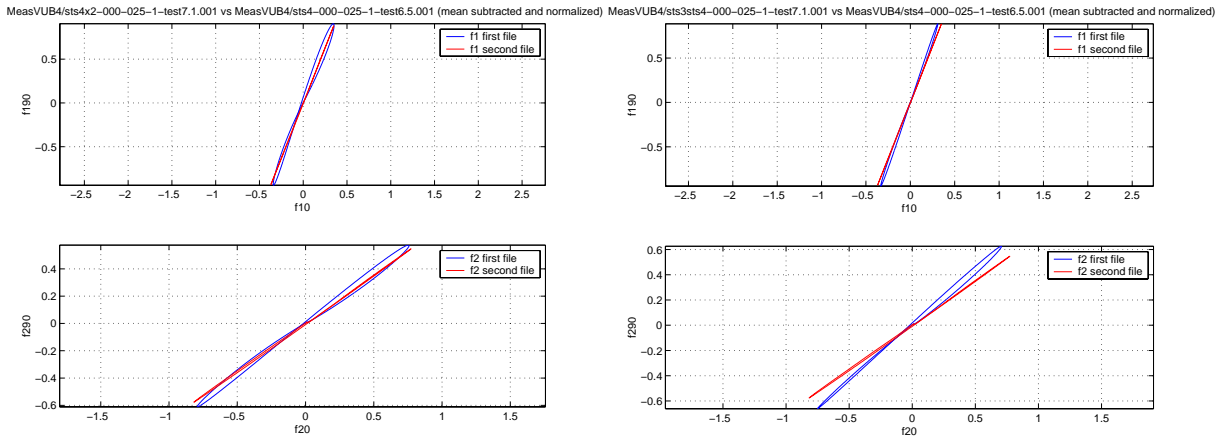 MeasVUB4/sts4x2−000−025−1−test7.1.001 vs MeasVUB4/sts4−000−025−1−test6.5.001 (mean subtracted and normalized)
f1 first file
f1 second file
0.5
0
−0.5
f190
−2.5 −2 −1.5 −1 −0.5 0 0.5 1 1.5 2 2.5
f10
f2 first file
f2 second file
0.4
0.2
0
−0.2
−0.4
−0.6
f290
−1.5 −1 −0.5 0 0.5 1 1.5
f20
MeasVUB4/sts3sts4−000−025−1−test7.1.001 vs MeasVUB4/sts4−000−025−1−test6.5.001 (mean subtracted and normalized)
f1 first file
f1 second file
0.5
0
−0.5
f190
−2.5 −2 −1.5 −1 −0.5 0 0.5 1 1.5 2 2.5
f10
f2 first file
f2 second file
0.6
0.4
0.2
0
−0.2
−0.4
−0.6
f290
−1.5 −1 −0.5 0 0.5 1 1.5
f20